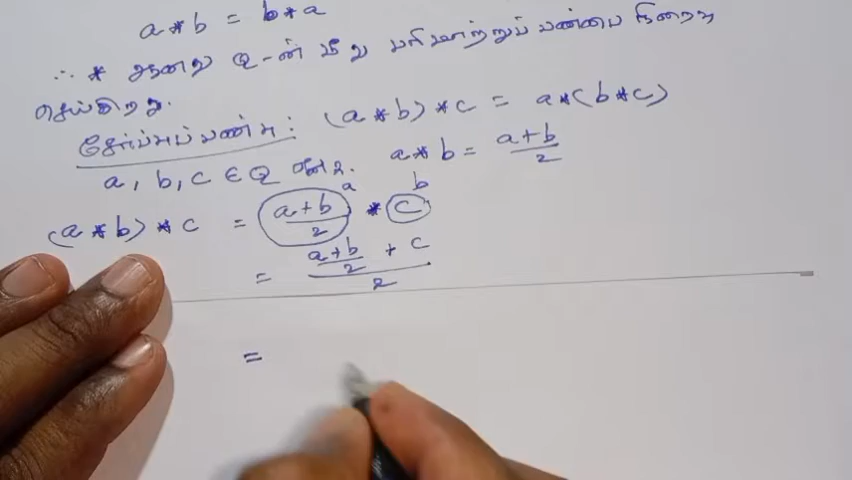 a * b = b * a
∴ * ஆனது Q-ன் மீது பரிமாற்றுப் பண்பை நிறைவு
செய்கிறது.
சேர்ப்புப் பண்பு: (a * b) * c = a * (b * c)
a, b, c ∈ Q என்க. a * b = (a+b)/2
a b
(a * b) * c = (a+b)/2 * c
= ((a+b)/2 + c)/2
=